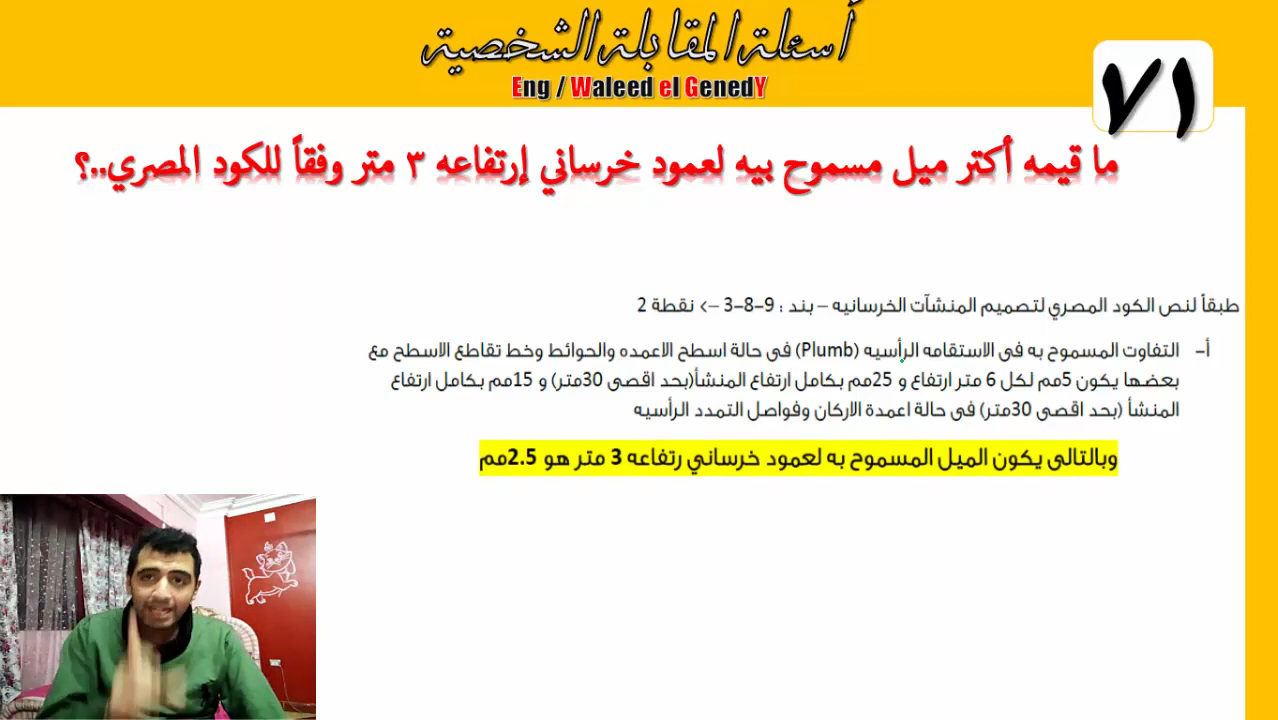 أسئلة المقابلة الشخصية
Eng / Waleed el GenedY
٧١
ما قيمه أكتر ميل مسموح بيه لعمود خرساني إرتفاعه ٣ متر وفقاً للكود المصري..؟
طبقاً لنص الكود المصري لتصميم المنشآت الخرسانيه – بند : 9-8-3 –> نقطة 2
أ- التفاوت المسموح به فى الاستقامه الرأسيه (Plumb) فى حالة اسطح الاعمده والحوائط وخط تقاطع الاسطح مع
بعضها يكون 5مم لكل 6 متر ارتفاع و 25مم بكامل ارتفاع المنشأ(بحد اقصى 30متر) و 15مم بكامل ارتفاع
المنشأ (بحد اقصى 30متر) فى حالة اعمدة الاركان وفواصل التمدد الرأسيه
وبالتالى يكون الميل المسموح به لعمود خرساني رتفاعه 3 متر هو 2.5مم